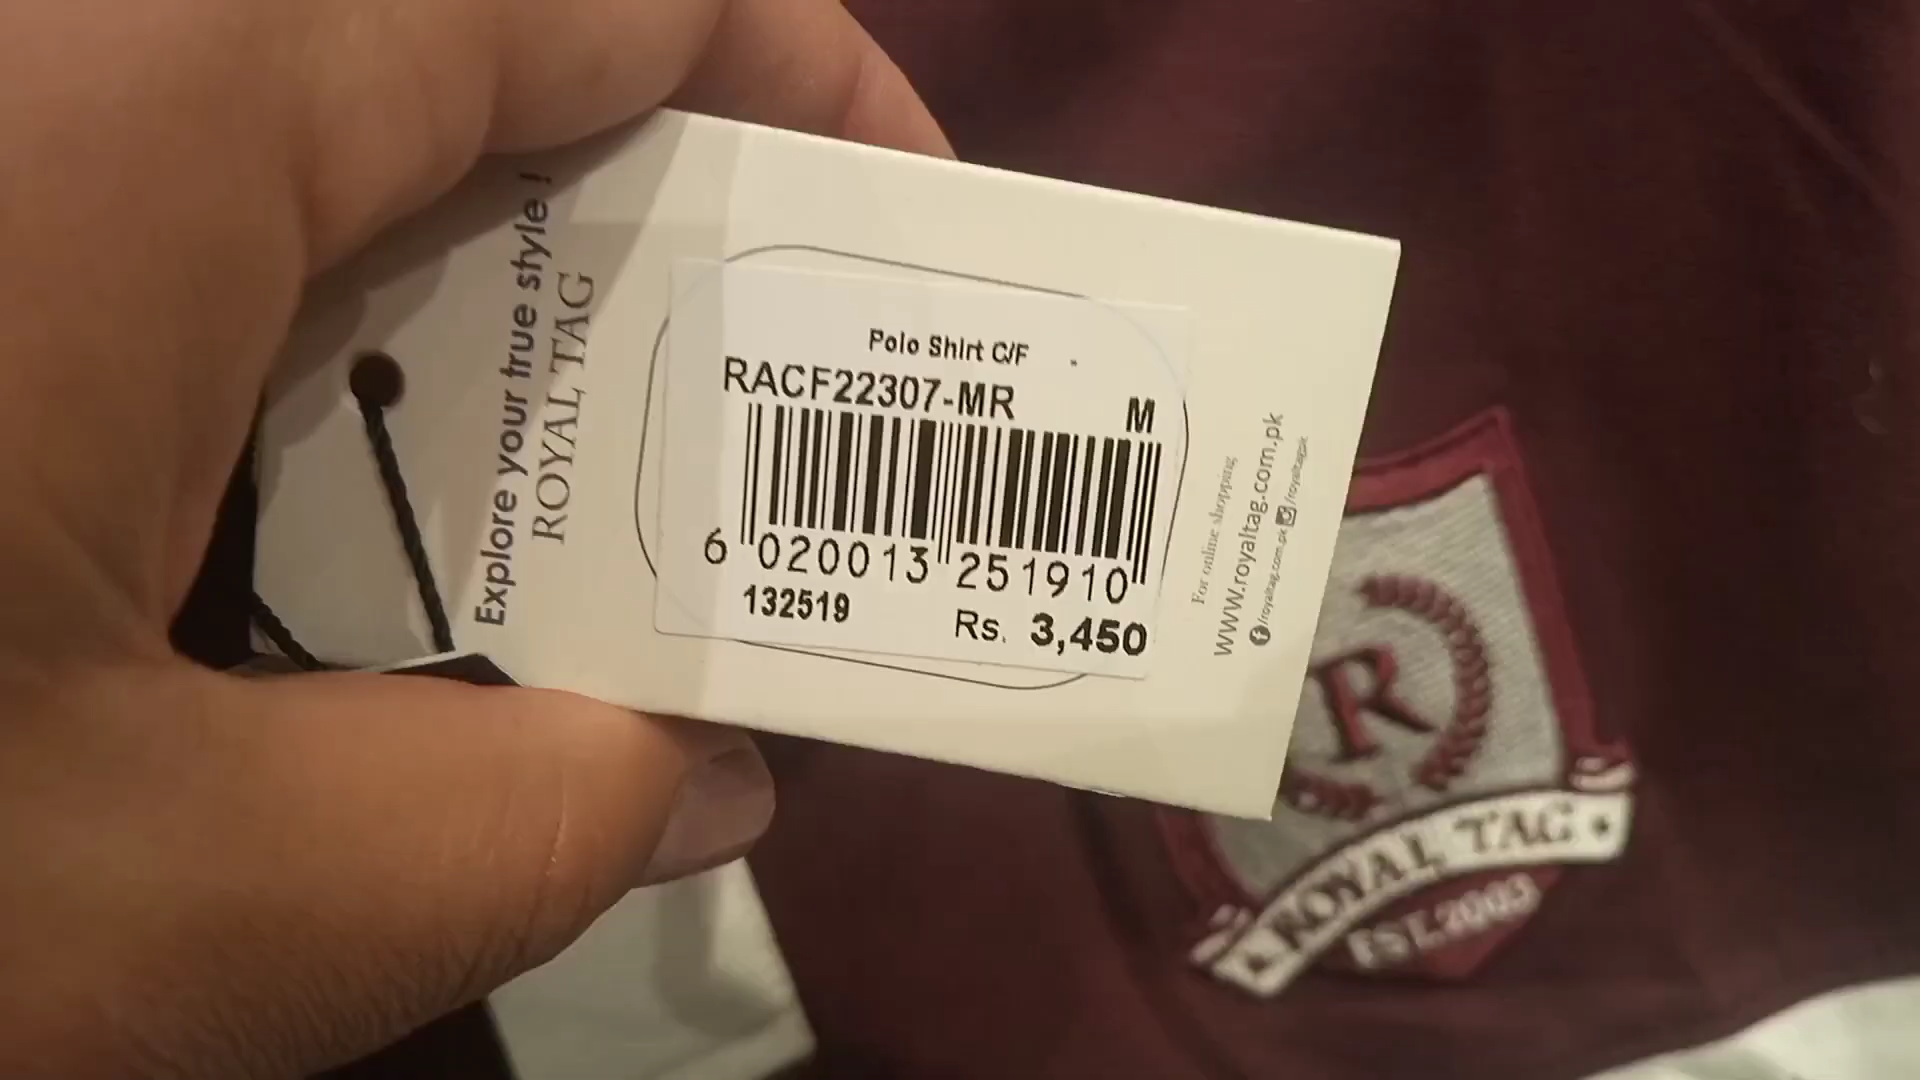 Explore your true style !
ROYAL TAG
Polo Shirt C/F -
RACF22307-MR
M
6 020013 251910
132519 Rs. 3,450
For online shopping
www.royaltag.com.pk
/royaltag.com.pk /royaltagpk
R
ROYAL TAG
EST.2003